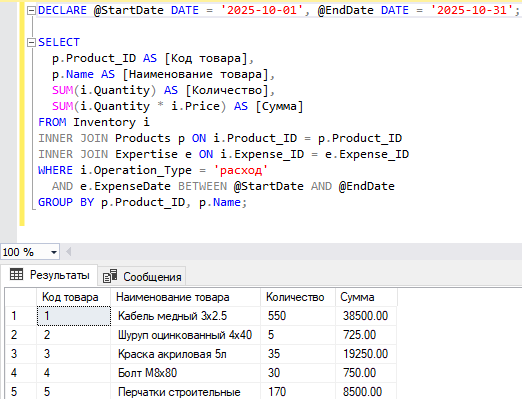 DECLARE @StartDate DATE = '2025-10-01', @EndDate DATE = '2025-10-31';
SELECT
p.Product_ID AS [Код товара],
p.Name AS [Наименование товара],
SUM(i.Quantity) AS [Количество],
SUM(i.Quantity * i.Price) AS [Сумма]
FROM Inventory i
INNER JOIN Products p ON i.Product_ID = p.Product_ID
INNER JOIN Expertise e ON i.Expense_ID = e.Expense_ID
WHERE i.Operation_Type = 'расход'
AND e.ExpenseDate BETWEEN @StartDate AND @EndDate
GROUP BY p.Product_ID, p.Name;
100 %
Результаты Сообщения
Код товара Наименование товара Количество Сумма
1 1 Кабель медный 3x2.5 550 38500.00
2 2 Шуруп оцинкованный 4x40 5 725.00
3 3 Краска акриловая 5л 35 19250.00
4 4 Болт M8x80 30 750.00
5 5 Перчатки строительные 170 8500.00